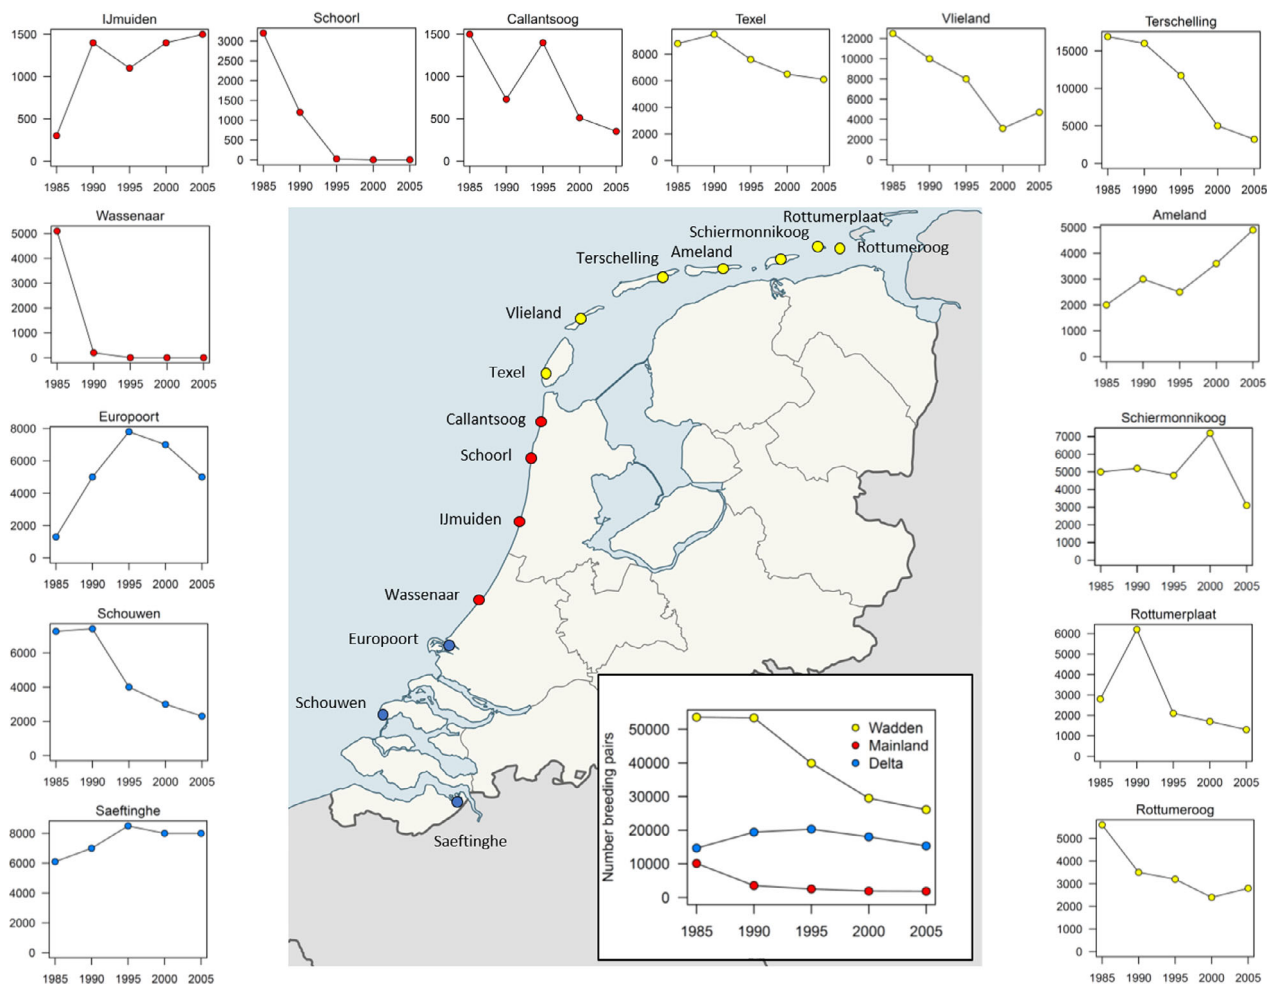 IJmuiden
1500
1000
500
0
1985 1990 1995 2000 2005
Schoorl
3000
2500
2000
1500
1000
500
0
1985 1990 1995 2000 2005
Callantsoog
1500
1000
500
0
1985 1990 1995 2000 2005
Texel
8000
6000
4000
2000
0
1985 1990 1995 2000 2005
Vlieland
12000
10000
8000
6000
4000
2000
0
1985 1990 1995 2000 2005
Terschelling
15000
10000
5000
0
1985 1990 1995 2000 2005
Wassenaar
5000
4000
3000
2000
1000
0
1985 1990 1995 2000 2005
Europoort
8000
6000
4000
2000
0
1985 1990 1995 2000 2005
Schouwen
6000
4000
2000
0
1985 1990 1995 2000 2005
Saeftinghe
8000
6000
4000
2000
0
1985 1990 1995 2000 2005
Rottumerplaat
Schiermonnikoog
Rottumeroog
Ameland
Terschelling
Vlieland
Texel
Callantsoog
Schoorl
IJmuiden
Wassenaar
Europoort
Schouwen
Saeftinghe
Number breeding pairs
50000
40000
30000
20000
10000
0
1985 1990 1995 2000 2005
Wadden
Mainland
Delta
Ameland
5000
4000
3000
2000
1000
0
1985 1990 1995 2000 2005
Schiermonnikoog
7000
6000
5000
4000
3000
2000
1000
0
1985 1990 1995 2000 2005
Rottumerplaat
6000
5000
4000
3000
2000
1000
0
1985 1990 1995 2000 2005
Rottumeroog
5000
4000
3000
2000
1000
0
1985 1990 1995 2000 2005